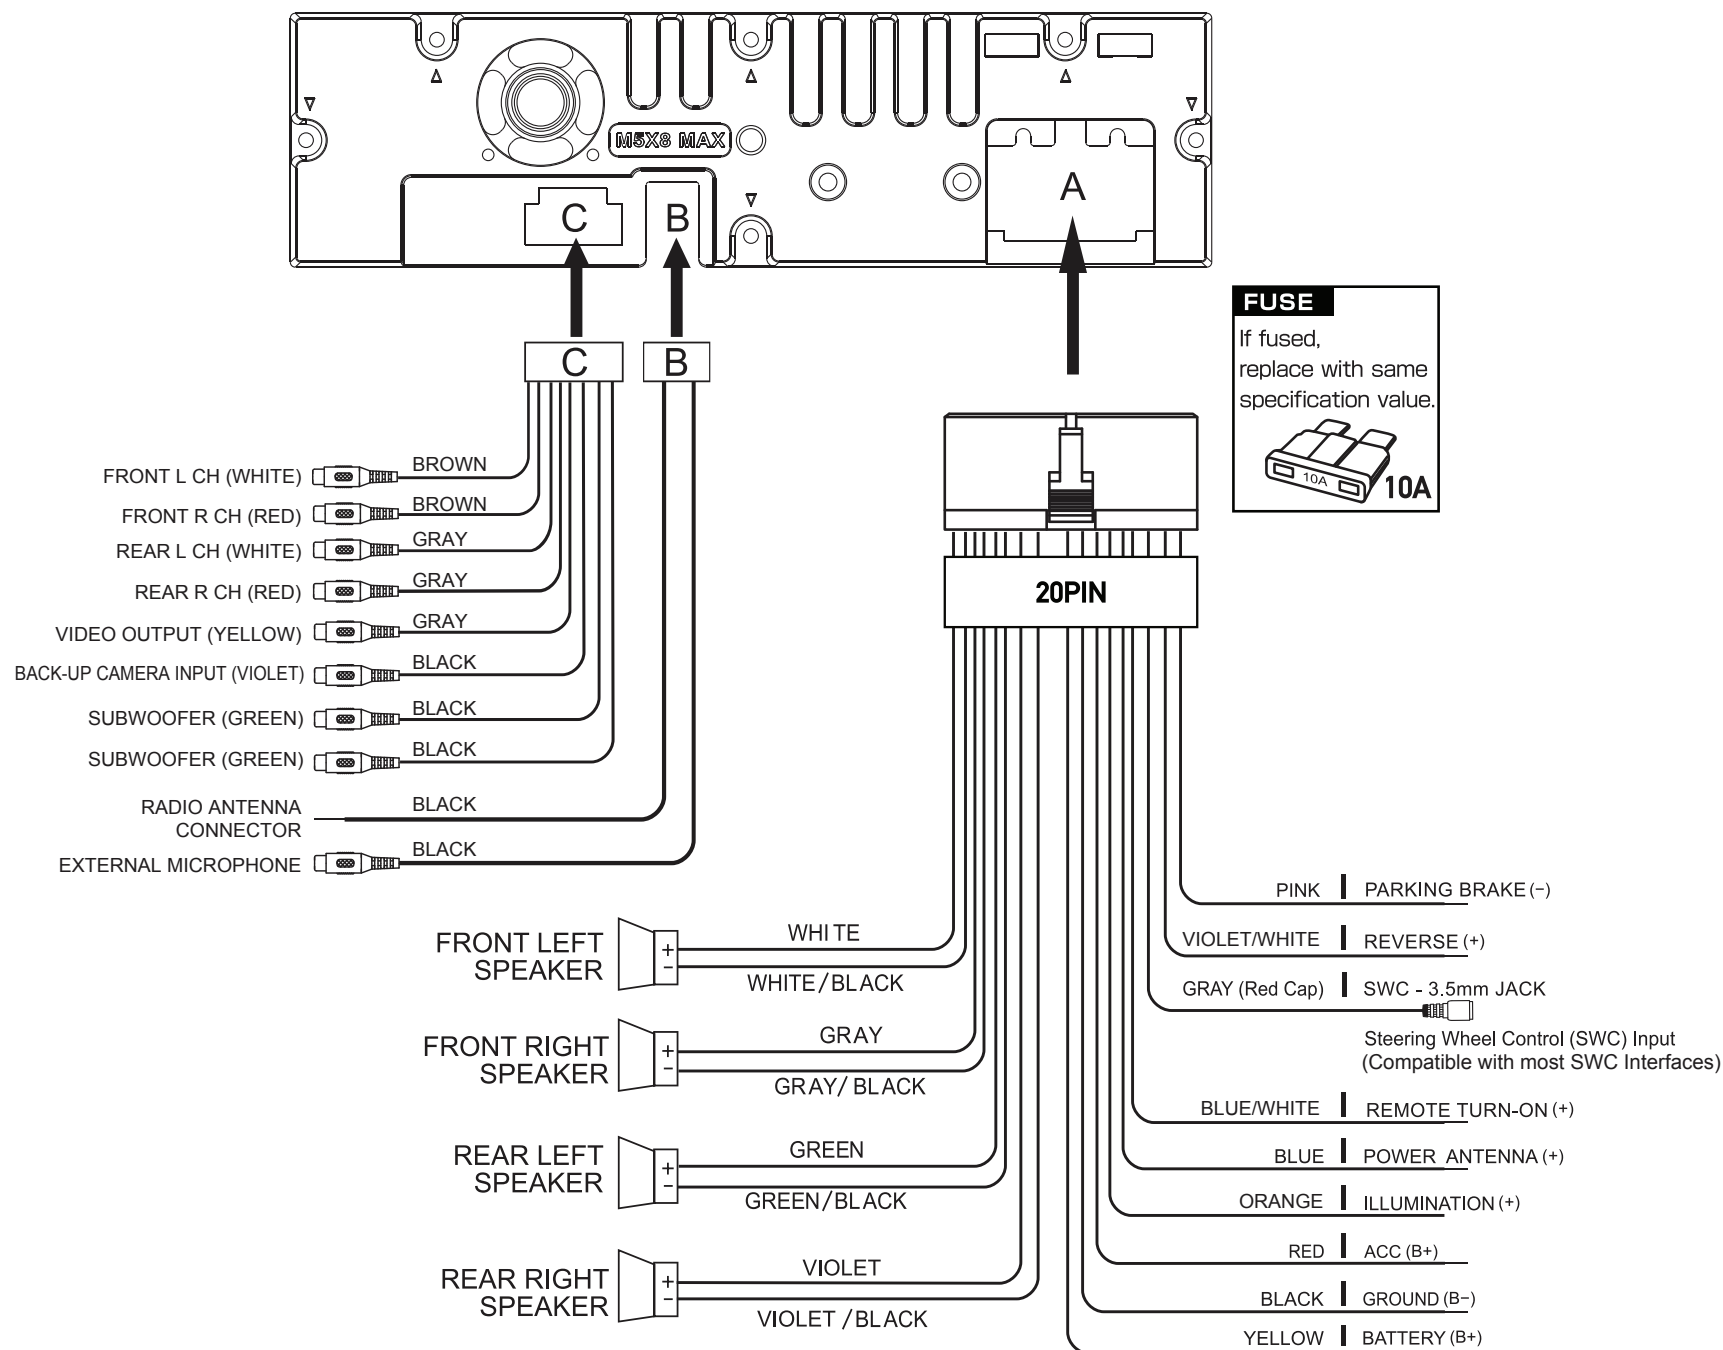 M5X8 MAX
A
C
B
FUSE
If fused,
replace with same
specification value.
10A
10A
C
B
FRONT L CH (WHITE)
BROWN
FRONT R CH (RED)
BROWN
REAR L CH (WHITE)
GRAY
REAR R CH (RED)
GRAY
VIDEO OUTPUT (YELLOW)
GRAY
BACK-UP CAMERA INPUT (VIOLET)
BLACK
SUBWOOFER (GREEN)
BLACK
SUBWOOFER (GREEN)
BLACK
RADIO ANTENNA
CONNECTOR
BLACK
EXTERNAL MICROPHONE
BLACK
20PIN
FRONT LEFT
SPEAKER
+
−
WHITE
WHITE/BLACK
FRONT RIGHT
SPEAKER
+
−
GRAY
GRAY/ BLACK
REAR LEFT
SPEAKER
+
−
GREEN
GREEN/BLACK
REAR RIGHT
SPEAKER
+
−
VIOLET
VIOLET /BLACK
PINK PARKING BRAKE (−)
VIOLET/WHITE REVERSE (+)
GRAY (Red Cap) SWC - 3.5mm JACK
Steering Wheel Control (SWC) Input
(Compatible with most SWC Interfaces)
BLUE/WHITE REMOTE TURN-ON (+)
BLUE POWER ANTENNA (+)
ORANGE ILLUMINATION (+)
RED ACC (B+)
BLACK GROUND (B−)
YELLOW BATTERY (B+)